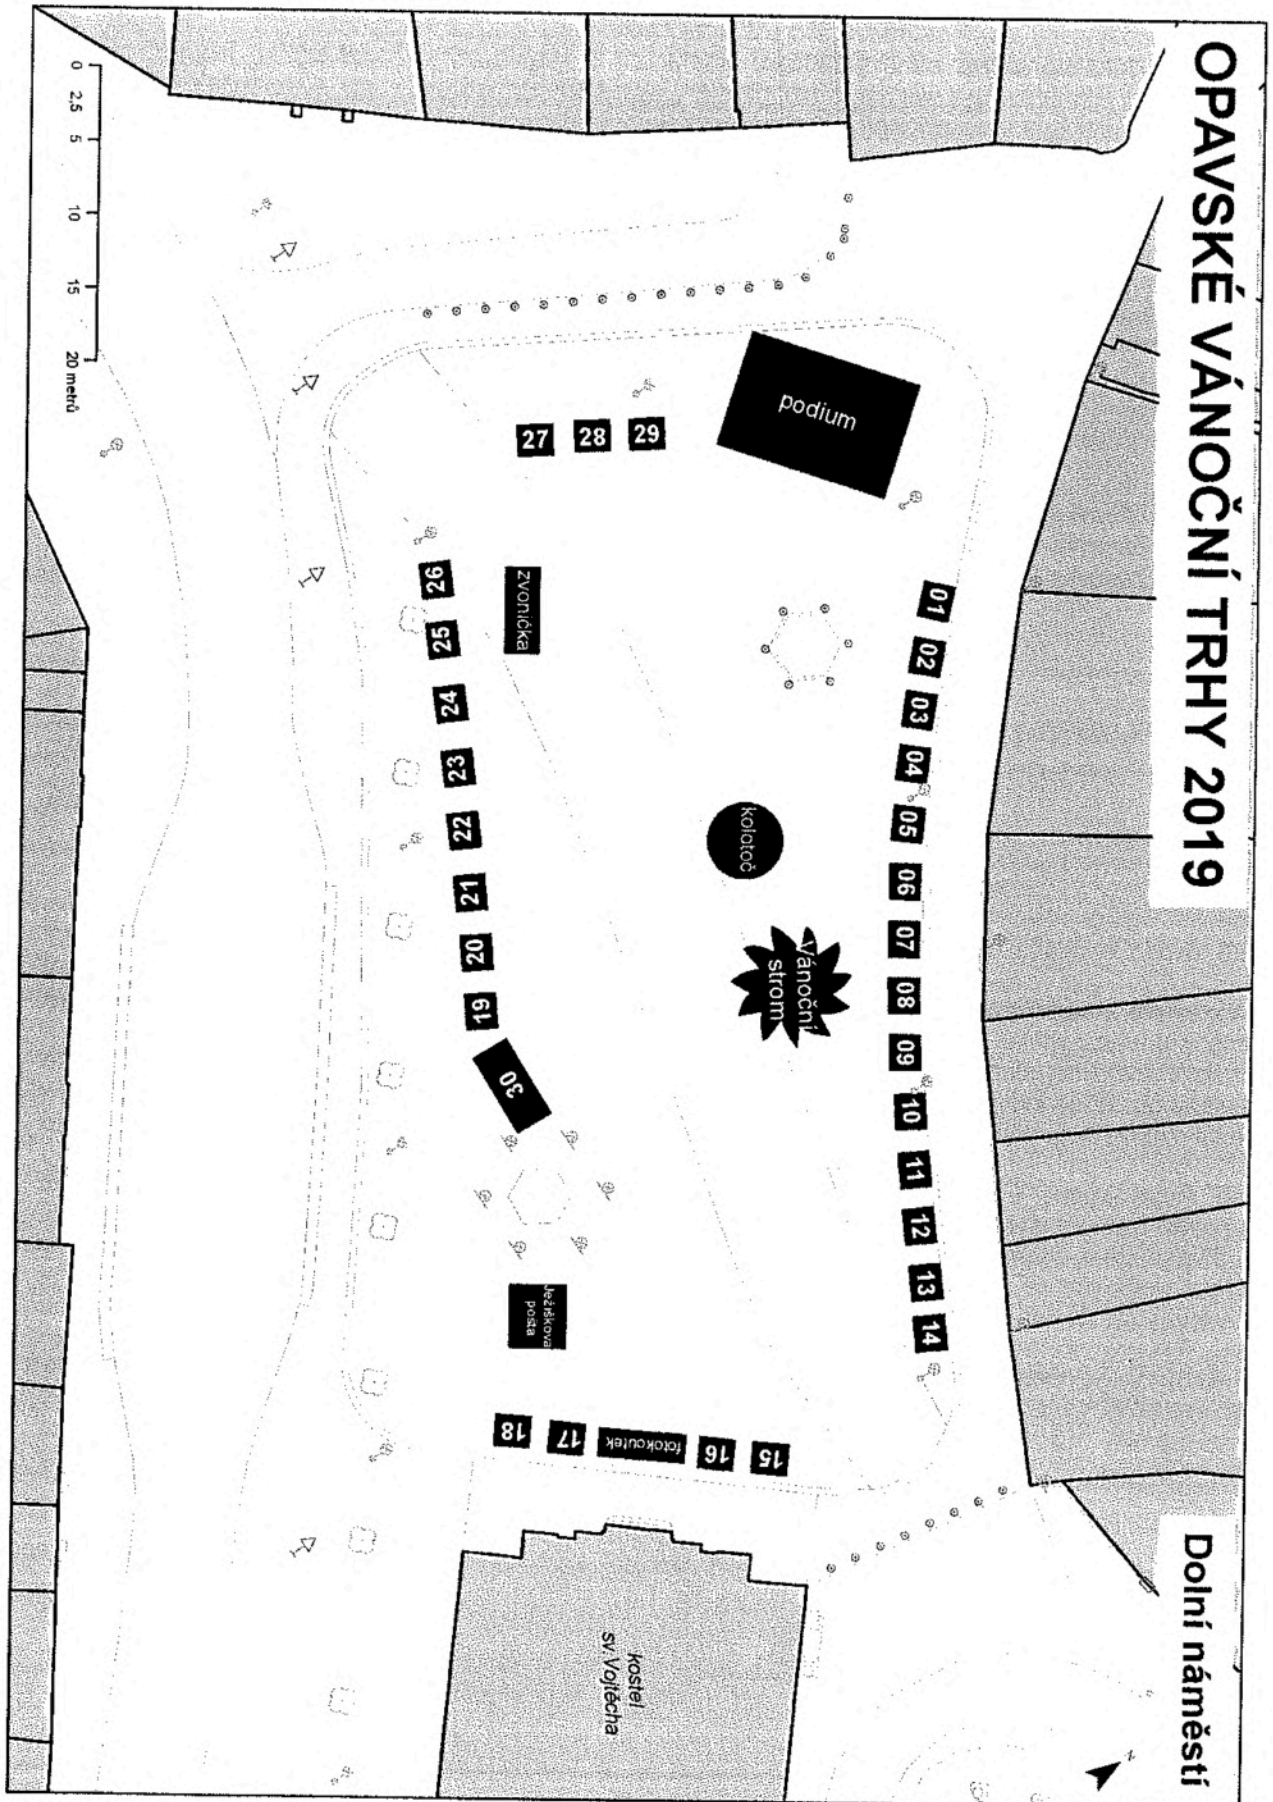 OPAVSKÉ VÁNOČNÍ TRHY 2019
Dolní náměstí
podium
01
02
03
04
05
06
07
08
09
10
11
12
13
14
kolotoč
Vánoční
strom
29
28
27
zvonička
26
25
24
23
22
21
20
19
30
Ježíškova
pošta
15
16
fotokoutek
17
18
kostel
sv.Vojtěcha
0
2,5
5
10
15
20 metrů
N